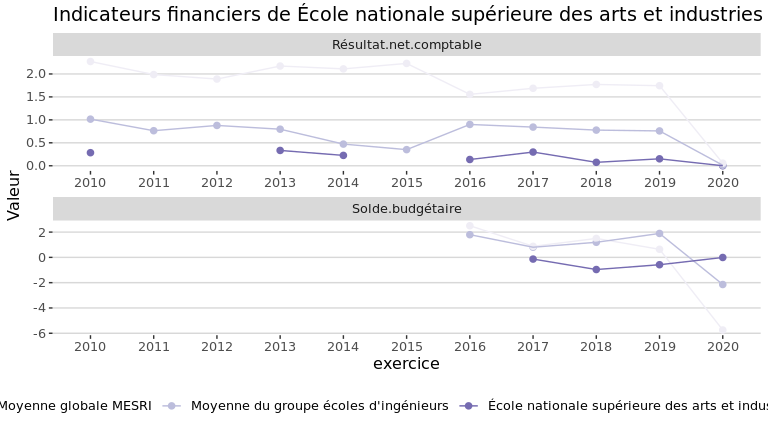 Indicateurs financiers de École nationale supérieure des arts et industries
Résultat.net.comptable
2.0
1.5
1.0
0.5
0.0
2010 2011 2012 2013 2014 2015 2016 2017 2018 2019 2020
Valeur
Solde.budgétaire
2
0
-2
-4
-6
2010 2011 2012 2013 2014 2015 2016 2017 2018 2019 2020
exercice
Moyenne globale MESRI Moyenne du groupe écoles d'ingénieurs École nationale supérieure des arts et indus